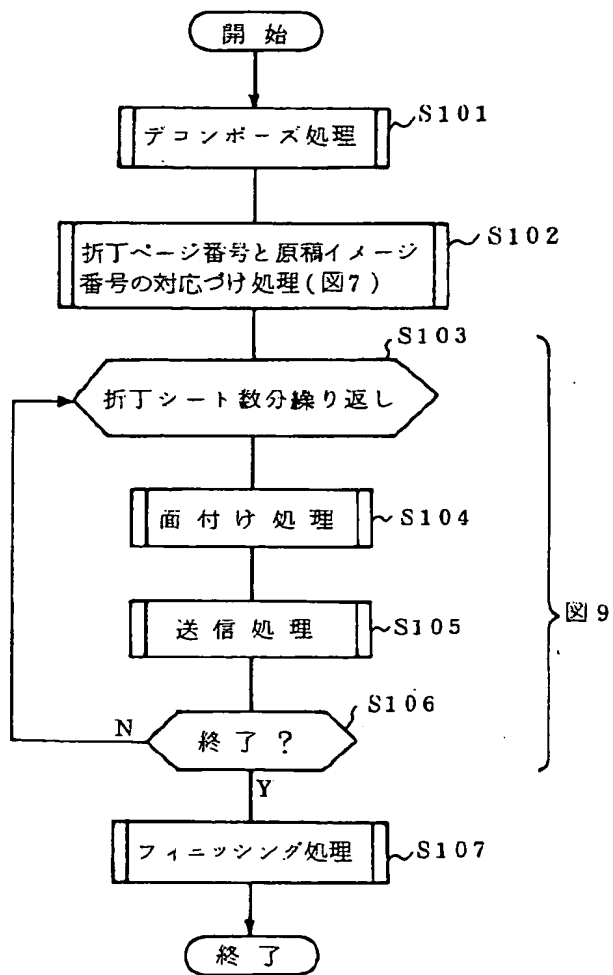 開始
デコンポーズ処理
S101
折丁ページ番号と原稿イメージ
番号の対応づけ処理(図7)
S102
S103
折丁シート数分繰り返し
面付け処理
S104
送信処理
S105
図9
S106
終了?
N
Y
フィニッシング処理
S107
終了